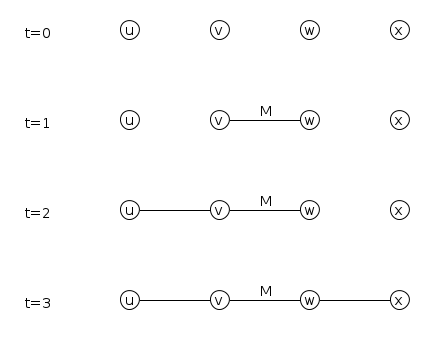 t=0 u v w x
M
t=1 u v w x
M
t=2 u v w x
M
t=3 u v w x